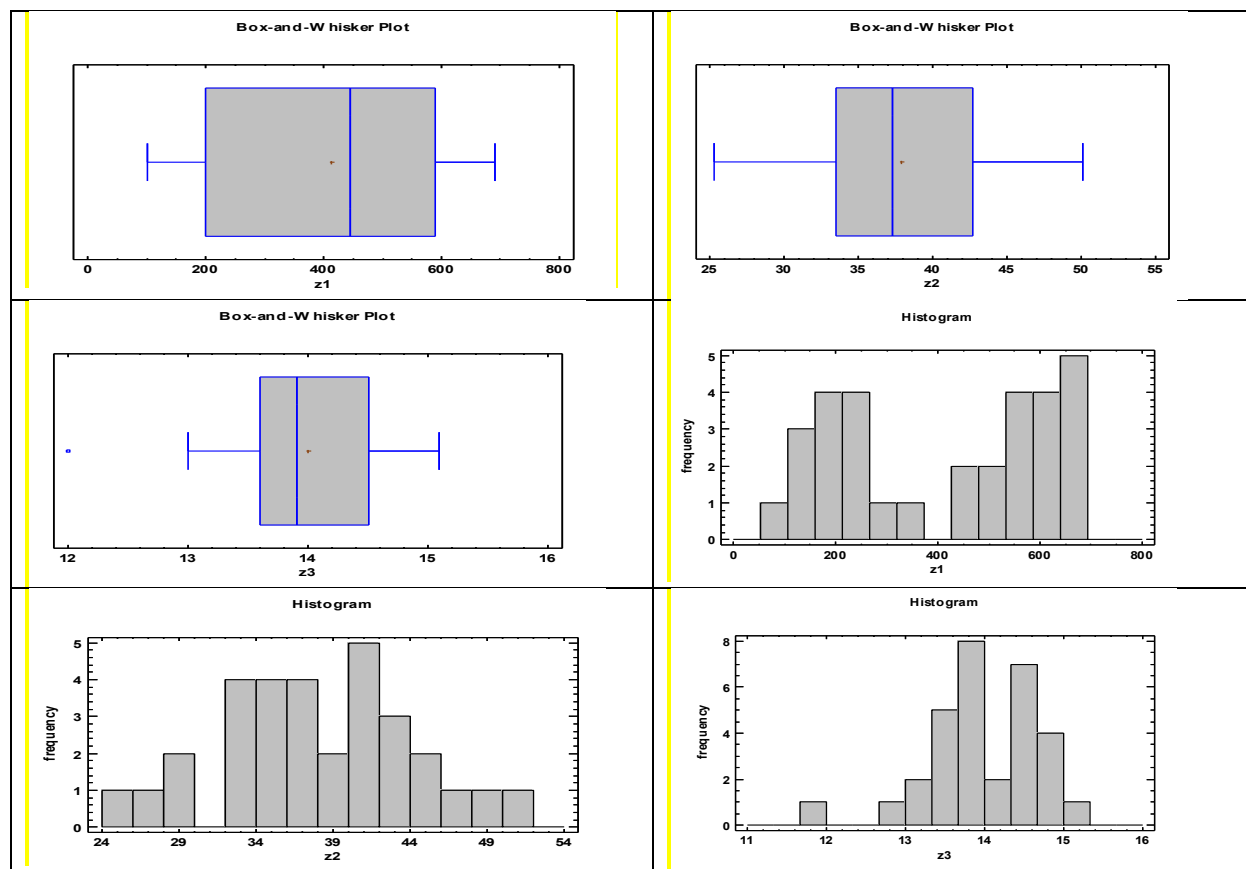 Box-and-W hisker Plot
0 200 400 600 800
z1
Box-and-W hisker Plot
25 30 35 40 45 50 55
z2
Box-and-W hisker Plot
12 13 14 15 16
z3
Histogram
frequency
5
4
3
2
1
0
0 200 400 600 800
z1
Histogram
frequency
5
4
3
2
1
0
24 29 34 39 44 49 54
z2
Histogram
frequency
8
6
4
2
0
11 12 13 14 15 16
z3